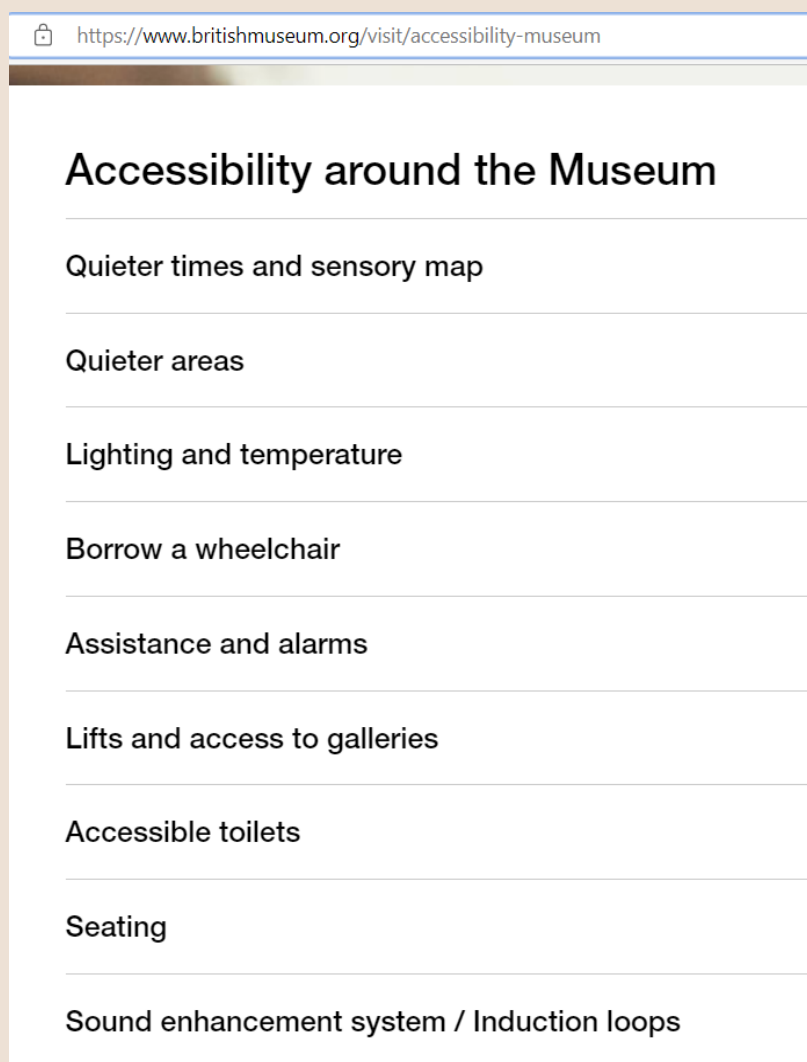 https://www.britishmuseum.org/visit/accessibility-museum
Accessibility around the Museum
Quieter times and sensory map
Quieter areas
Lighting and temperature
Borrow a wheelchair
Assistance and alarms
Lifts and access to galleries
Accessible toilets
Seating
Sound enhancement system / Induction loops